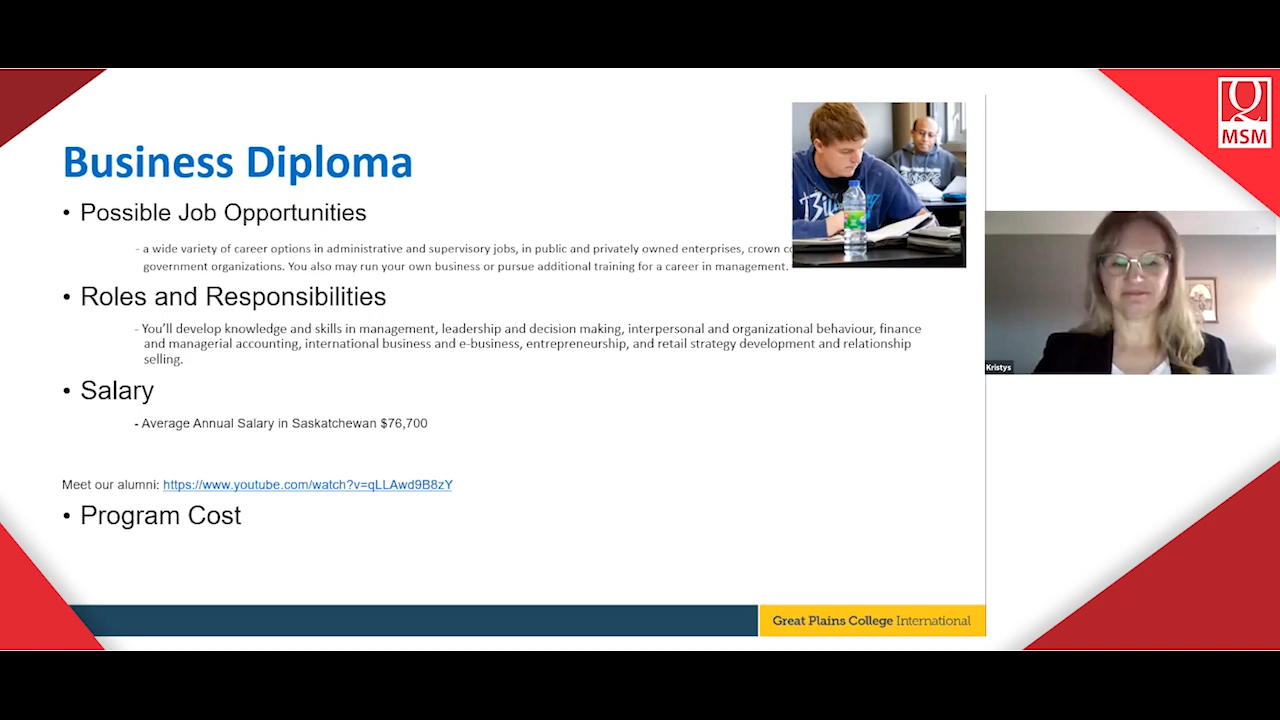 Business Diploma
• Possible Job Opportunities
- a wide variety of career options in administrative and supervisory jobs, in public and privately owned enterprises, crown
government organizations. You also may run your own business or pursue additional training for a career in management.
• Roles and Responsibilities
- You’ll develop knowledge and skills in management, leadership and decision making, interpersonal and organizational behaviour, finance
and managerial accounting, international business and e-business, entrepreneurship, and retail strategy development and relationship
selling.
• Salary
- Average Annual Salary in Saskatchewan $76,700
Meet our alumni: https://www.youtube.com/watch?v=qLLAwd9B8zY
• Program Cost
Great Plains College International
MSM
Kristys